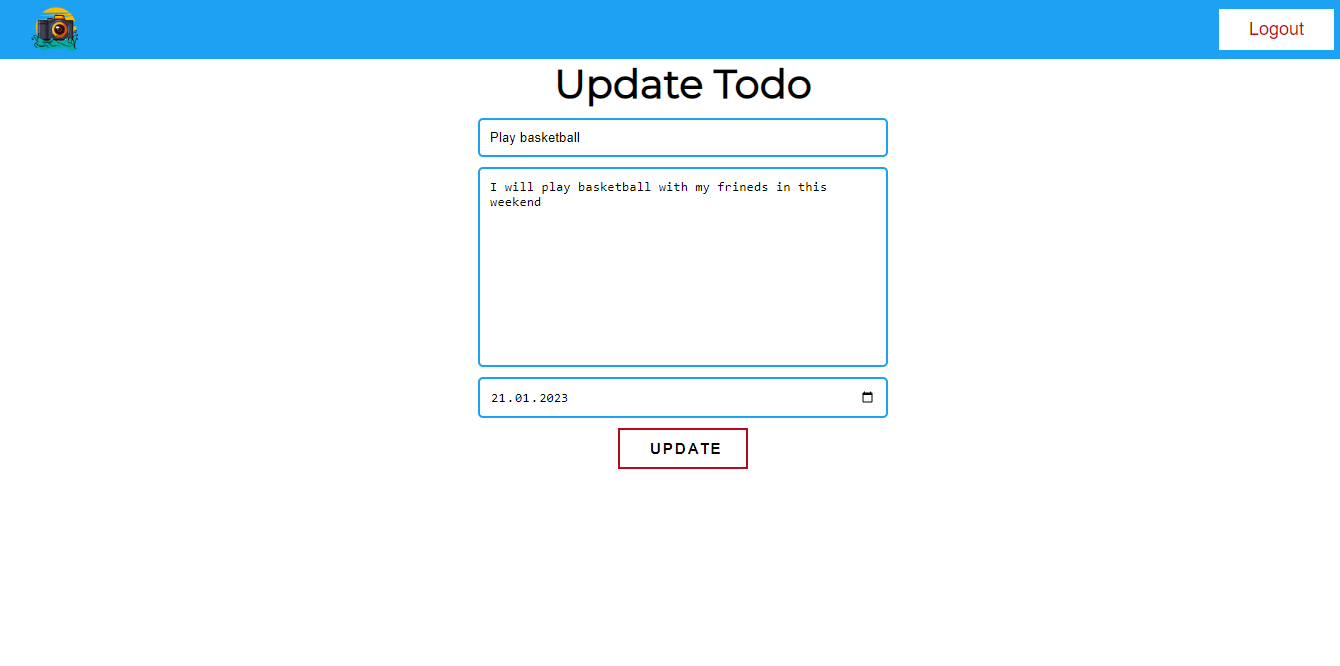 Logout
Update Todo
Play basketball
I will play basketball with my frineds in this
weekend
21.01.2023
UPDATE